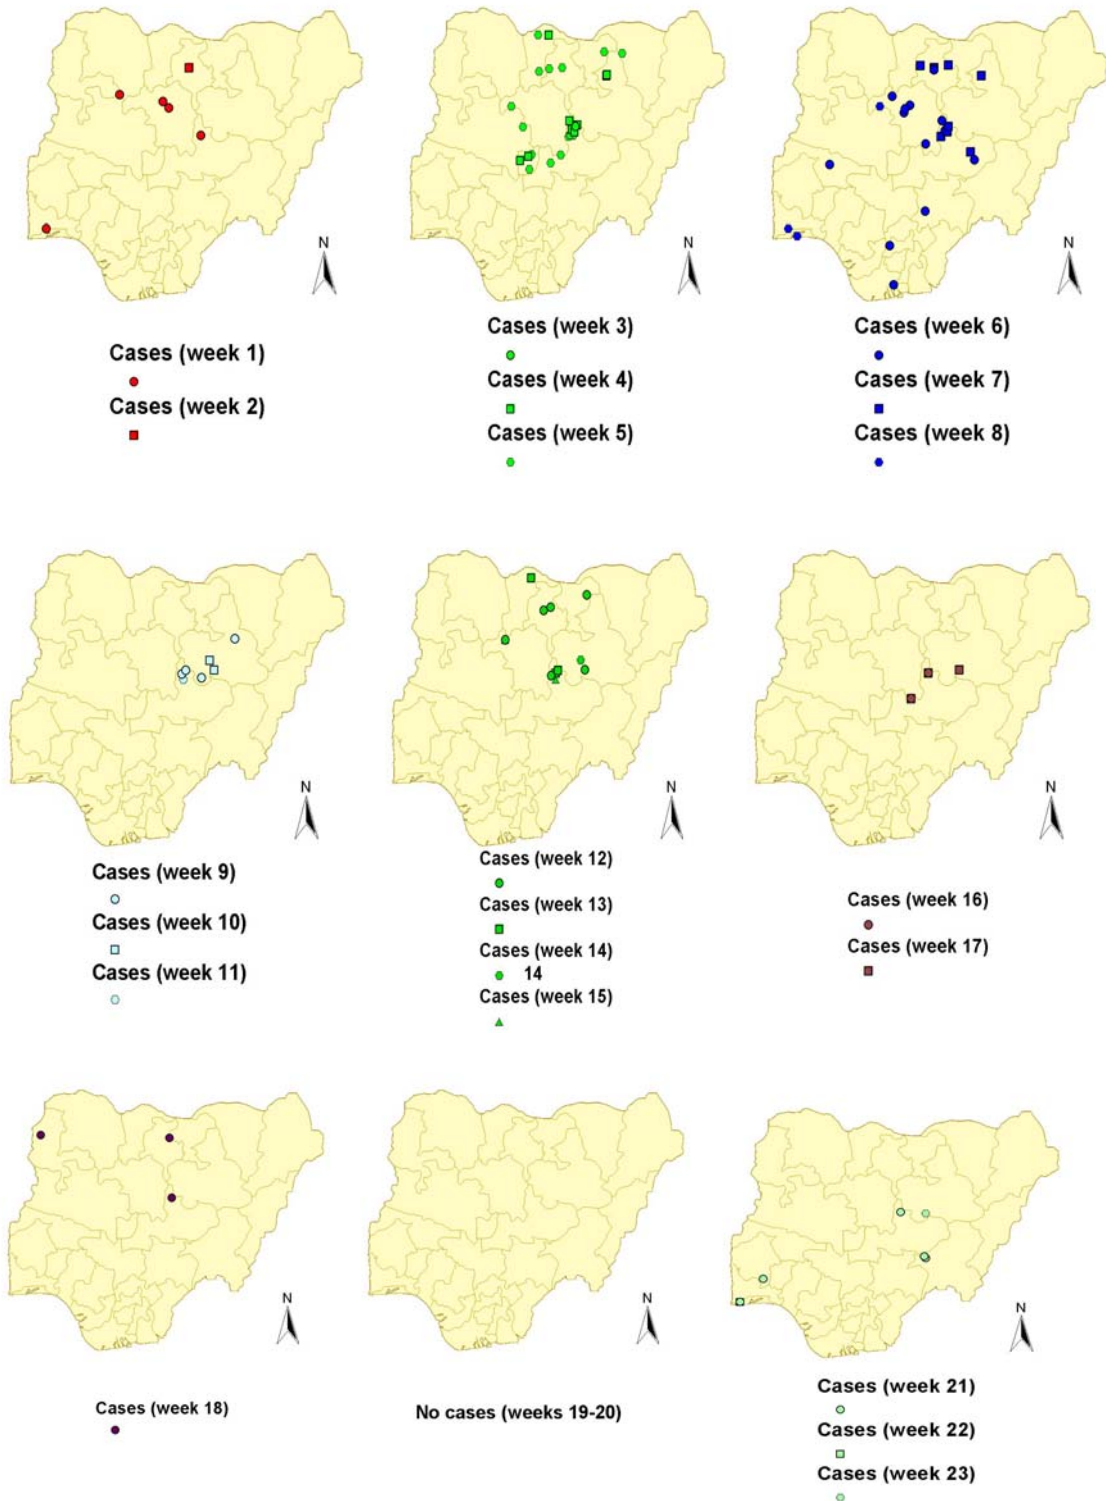 N
N
N
Cases (week 1)
Cases (week 2)
Cases (week 3)
Cases (week 4)
Cases (week 5)
Cases (week 6)
Cases (week 7)
Cases (week 8)
N
N
N
Cases (week 9)
Cases (week 10)
Cases (week 11)
Cases (week 12)
Cases (week 13)
Cases (week 14)
14
Cases (week 15)
Cases (week 16)
Cases (week 17)
N
N
N
Cases (week 18)
No cases (weeks 19-20)
Cases (week 21)
Cases (week 22)
Cases (week 23)